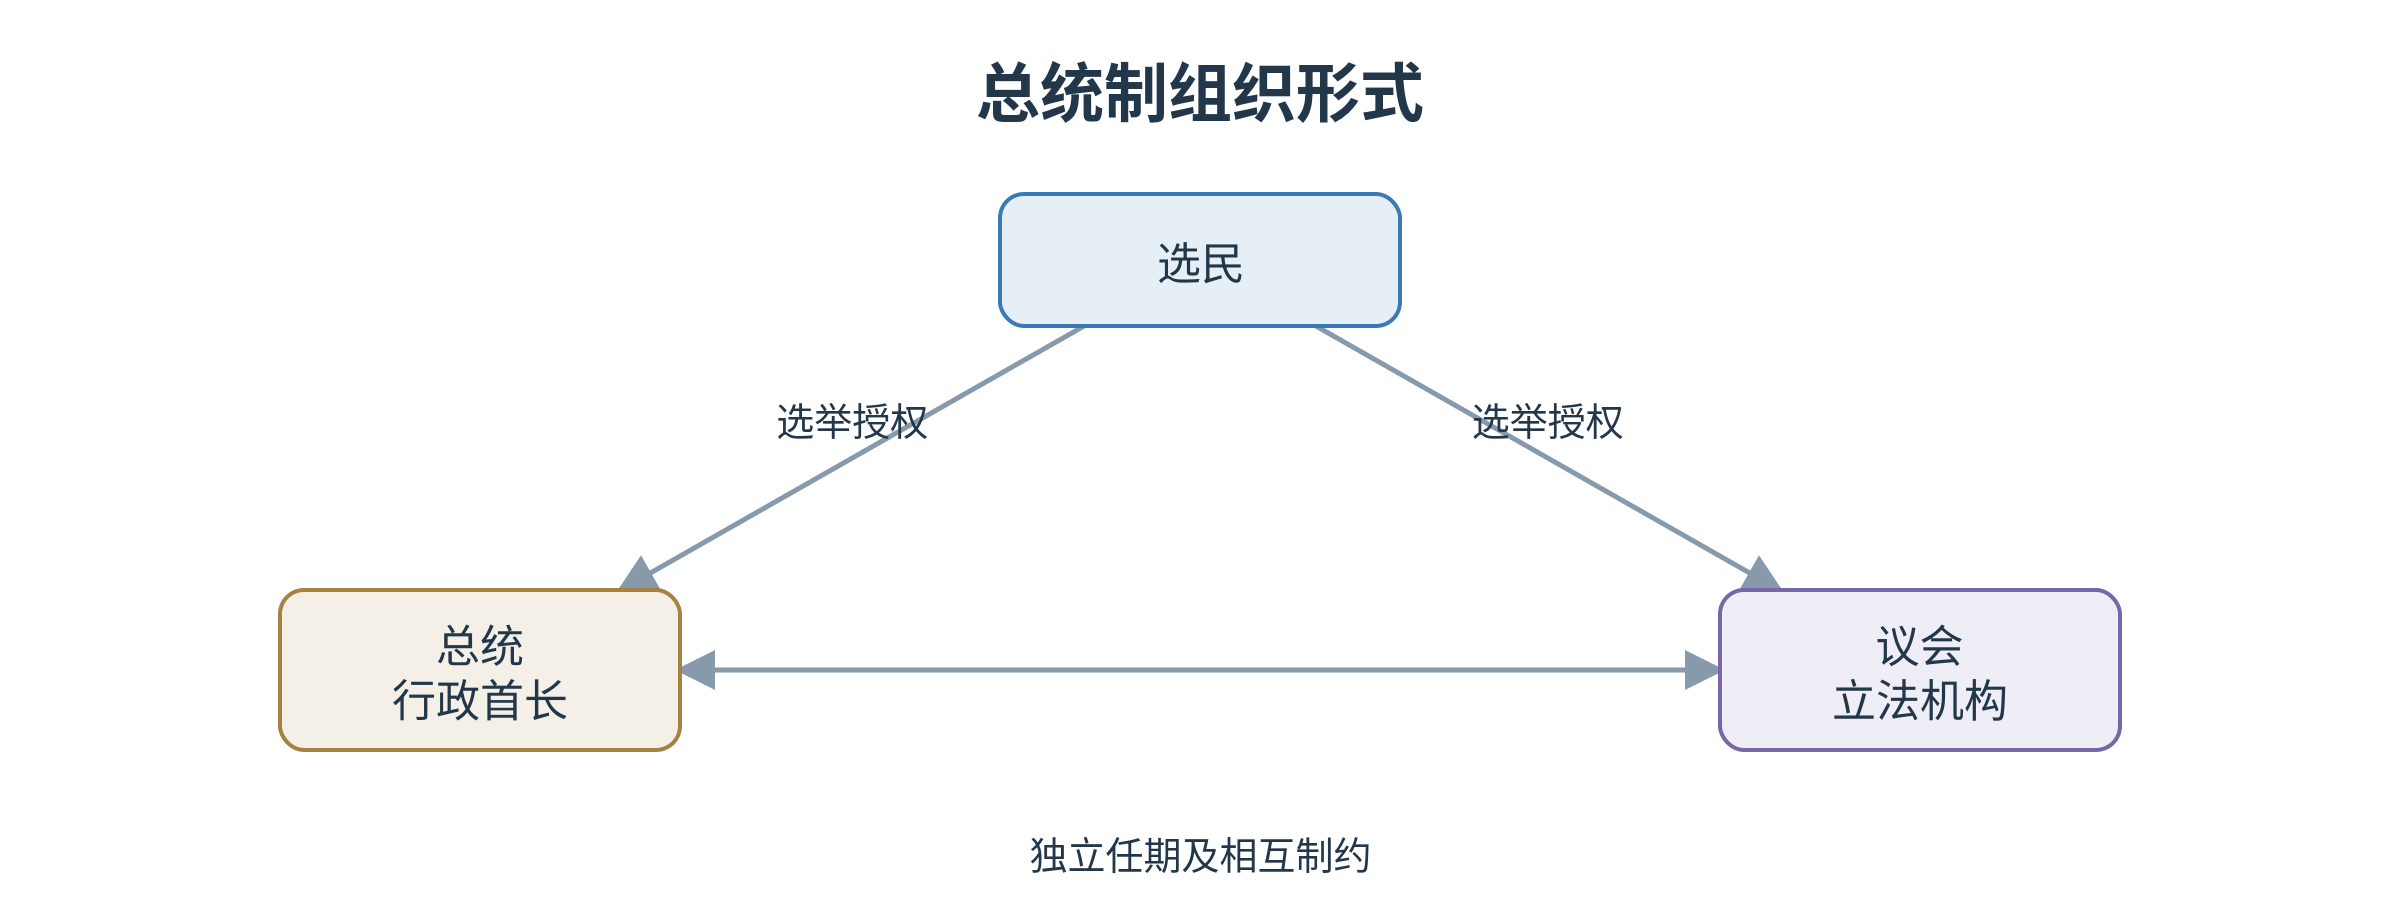 总统制组织形式
选民
选举授权
选举授权
总统
行政首长
议会
立法机构
独立任期及相互制约